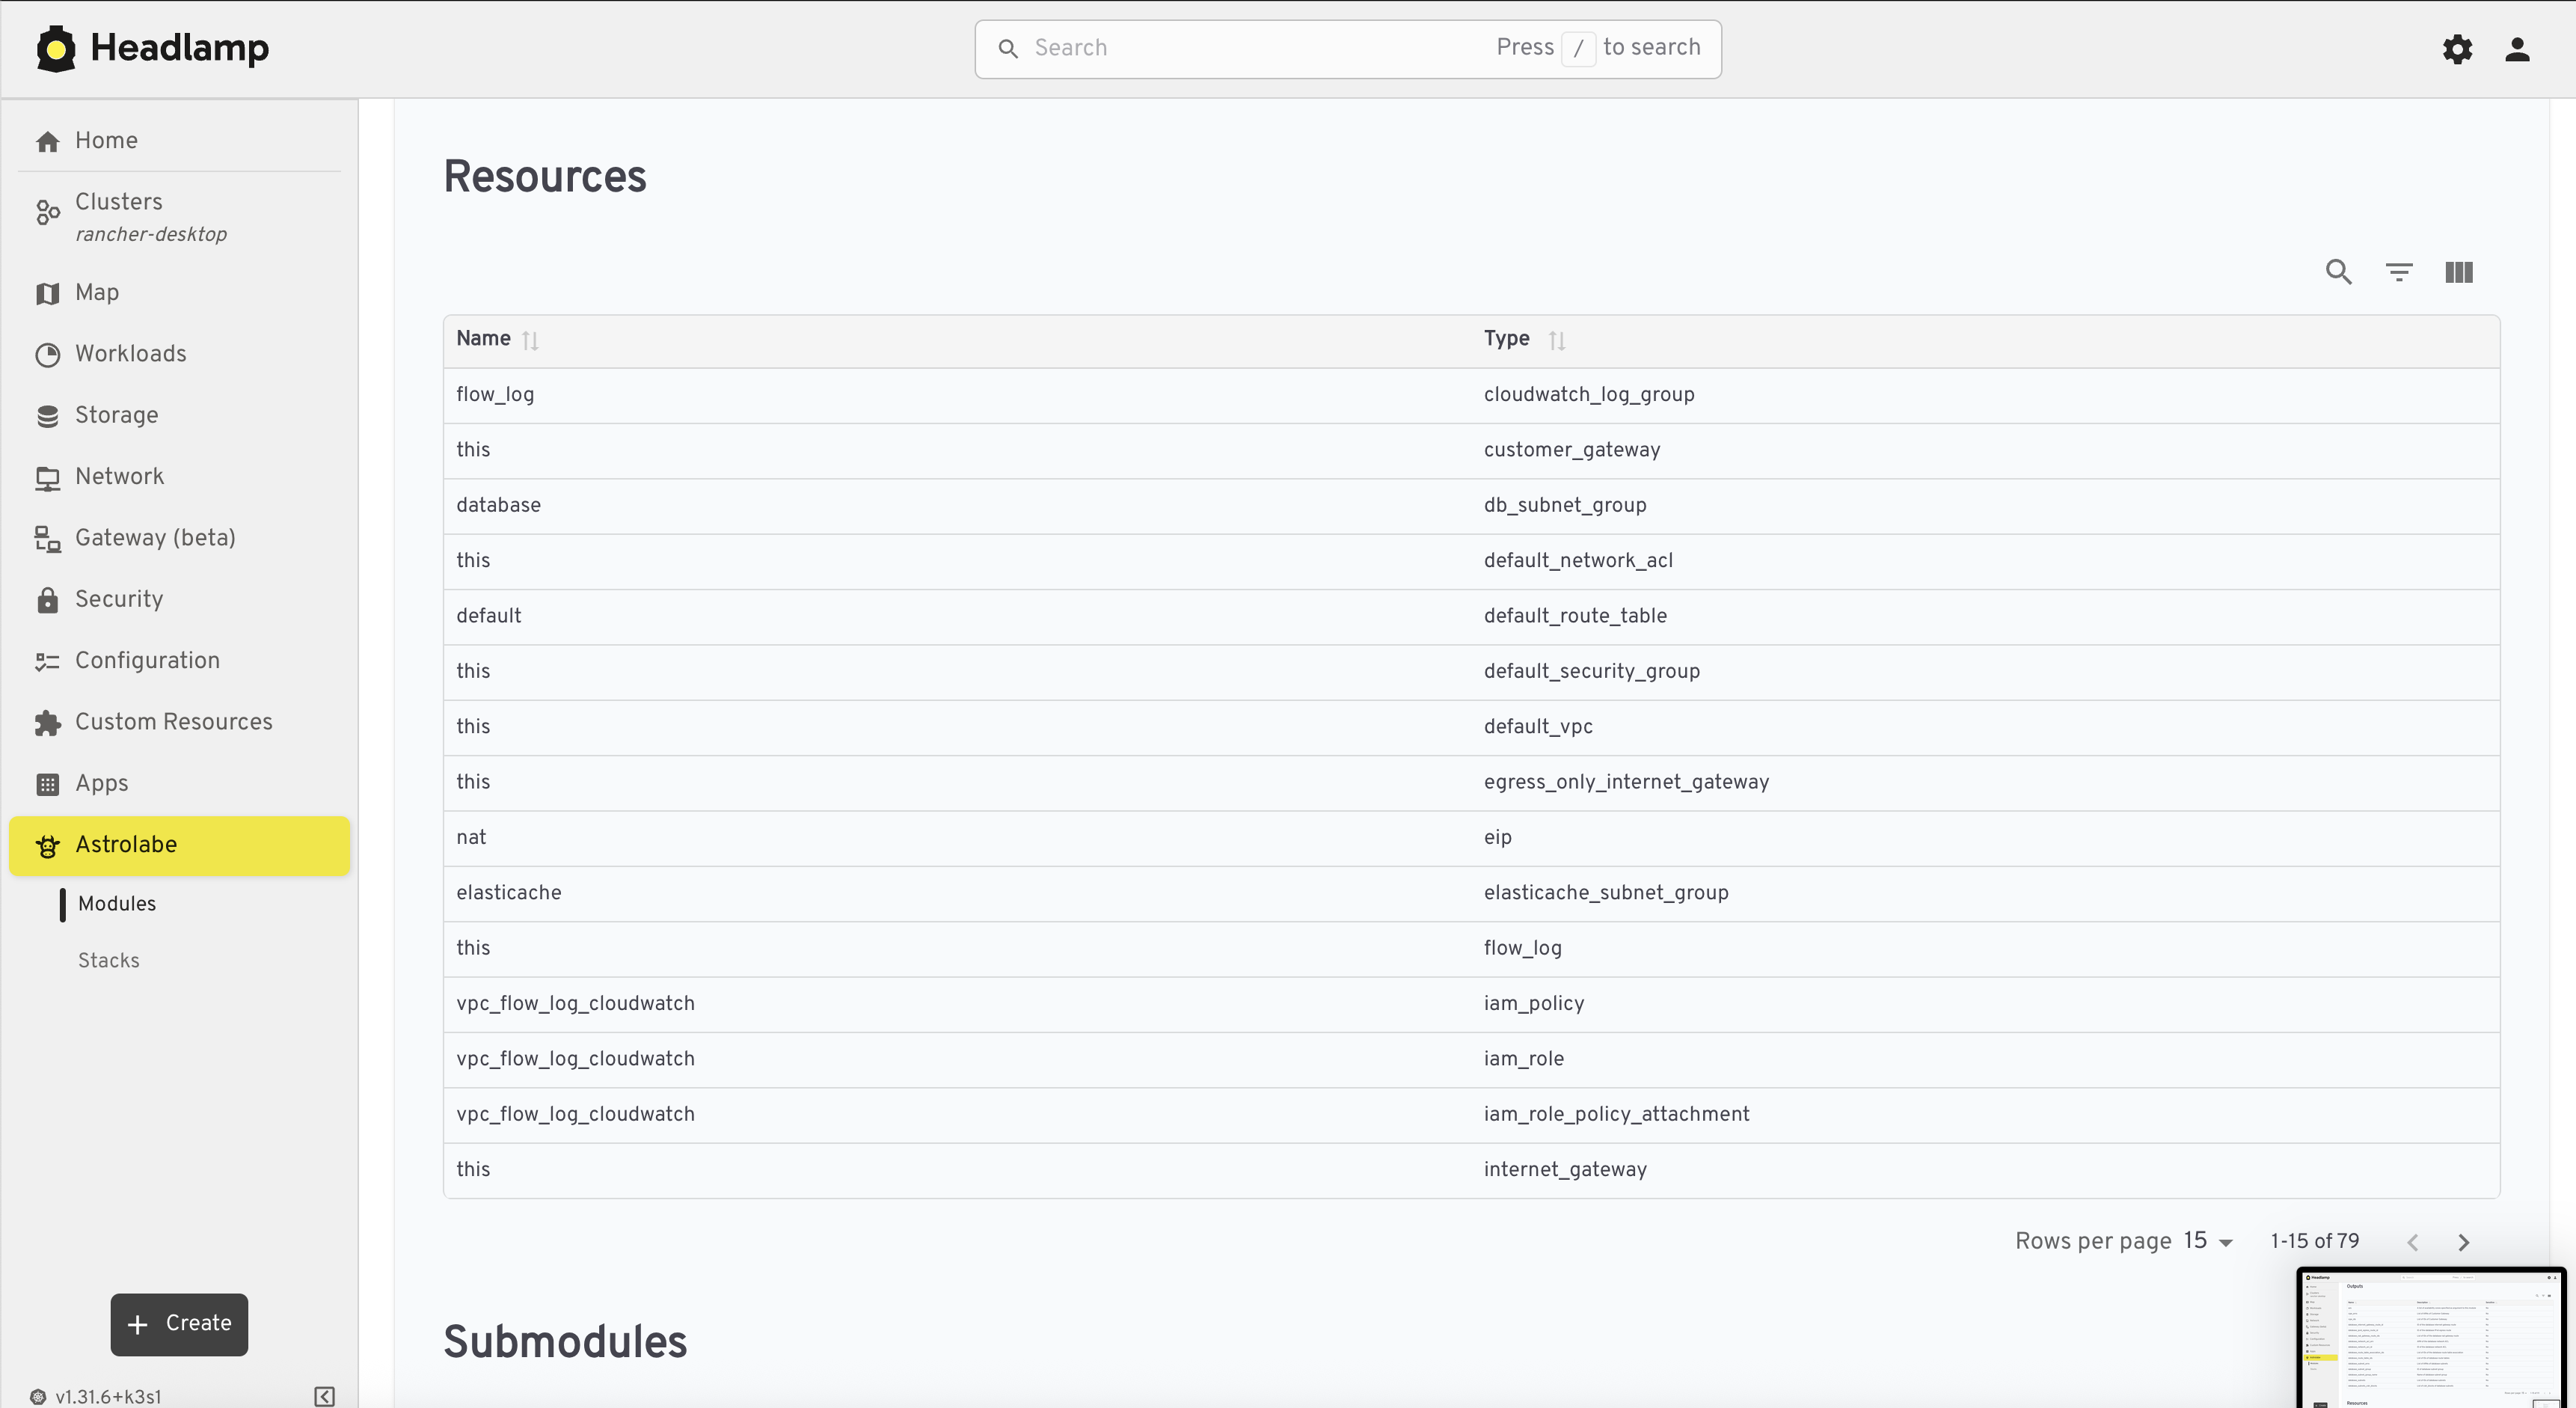 Headlamp
Search
Press / to search
Home
Clusters
rancher-desktop
Map
Workloads
Storage
Network
Gateway (beta)
Security
Configuration
Custom Resources
Apps
Astrolabe
Modules
Stacks
Create
v1.31.6+k3s1
Resources
Name Type
flow_log cloudwatch_log_group
this customer_gateway
database db_subnet_group
this default_network_acl
default default_route_table
this default_security_group
this default_vpc
this egress_only_internet_gateway
nat eip
elasticache elasticache_subnet_group
this flow_log
vpc_flow_log_cloudwatch iam_policy
vpc_flow_log_cloudwatch iam_role
vpc_flow_log_cloudwatch iam_role_policy_attachment
this internet_gateway
Rows per page 15 1-15 of 79
Submodules
Headlamp
Outputs
Resources